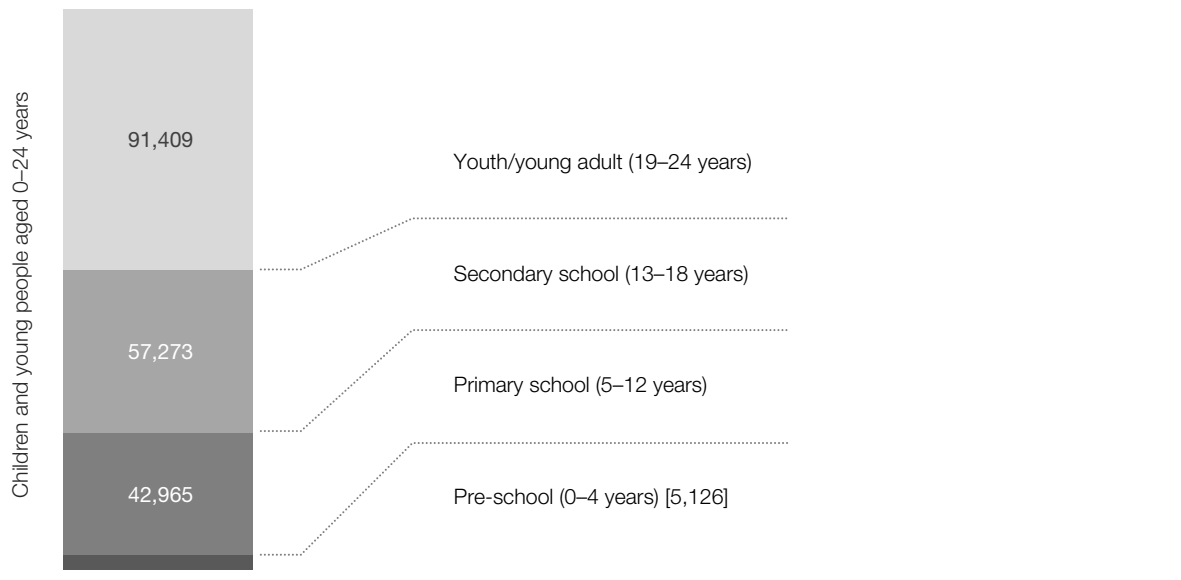 Children and young people aged 0–24 years
91,409
Youth/young adult (19–24 years)
Secondary school (13–18 years)
57,273
Primary school (5–12 years)
42,965
Pre-school (0–4 years) [5,126]